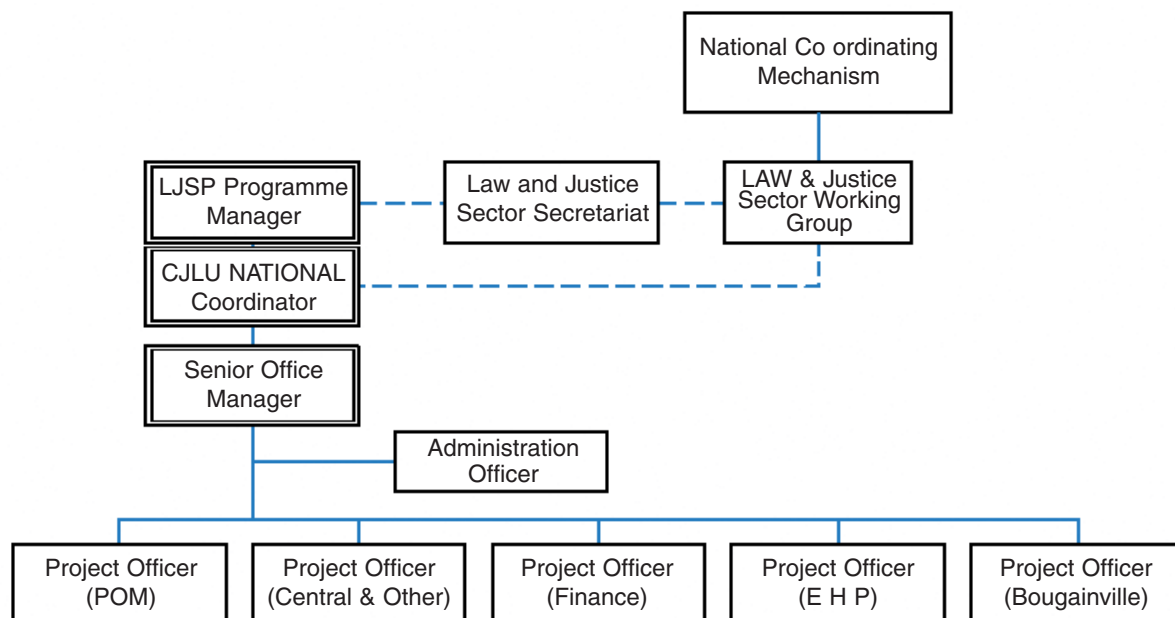 National Co ordinating
Mechanism
LJSP Programme
Manager
Law and Justice
Sector Secretariat
LAW & Justice
Sector Working
Group
CJLU NATIONAL
Coordinator
Senior Office
Manager
Administration
Officer
Project Officer
(POM)
Project Officer
(Central & Other)
Project Officer
(Finance)
Project Officer
(E H P)
Project Officer
(Bougainville)